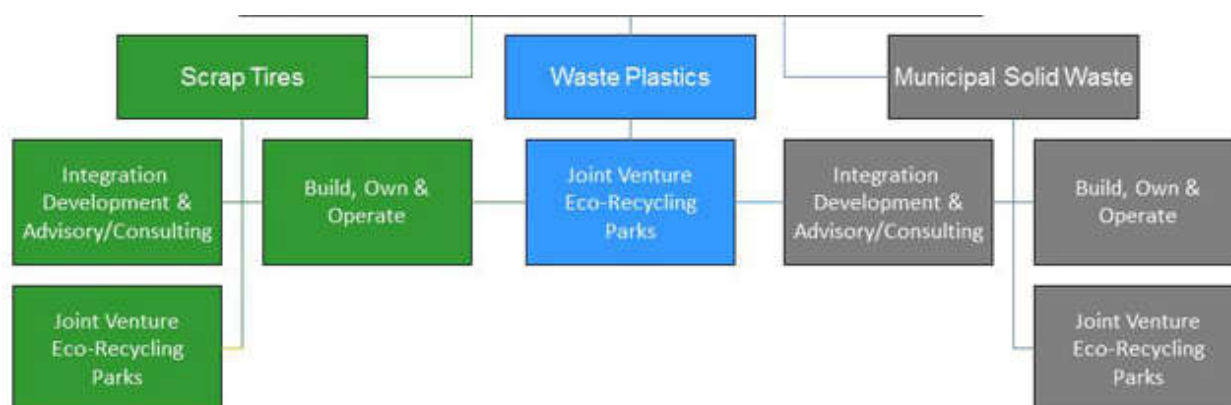 Scrap Tires
Waste Plastics
Municipal Solid Waste
Integration
Development &
Advisory/Consulting
Build, Own &
Operate
Joint Venture
Eco-Recycling
Parks
Integration
Development &
Advisory/Consulting
Build, Own &
Operate
Joint Venture
Eco-Recycling
Parks
Joint Venture
Eco-Recycling
Parks